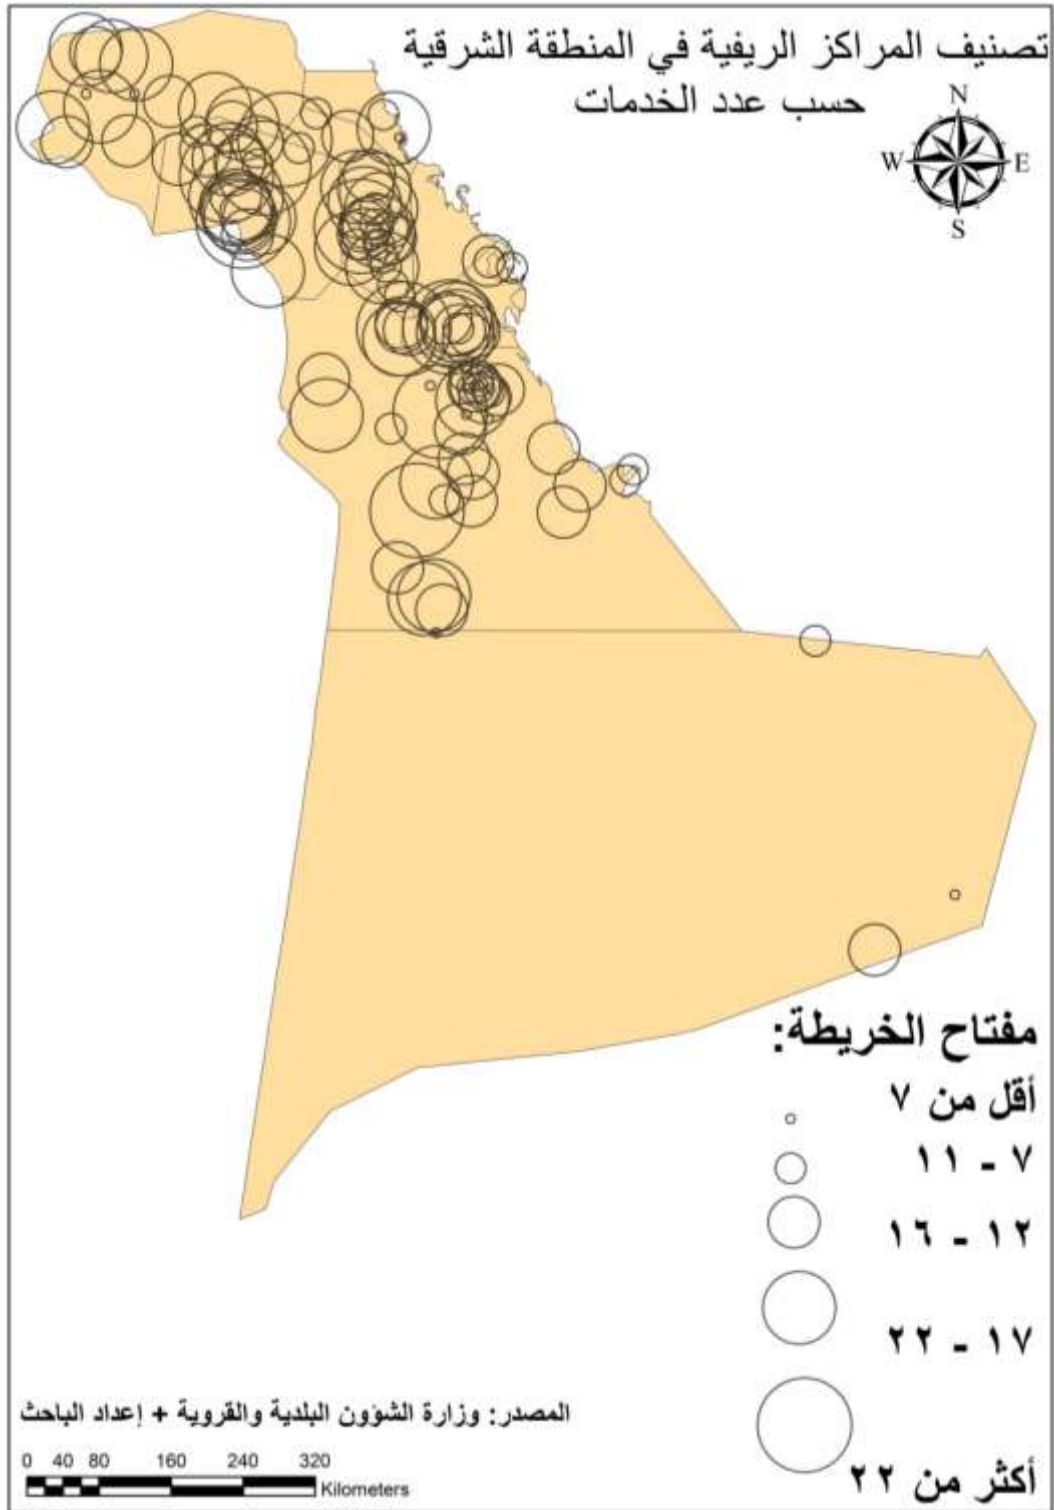 تصنيف المراكز الريفية في المنطقة الشرقية
حسب عدد الخدمات
N
W E
S
مفتاح الخريطة:
أقل من ٧
٧ - ١١
١٢ - ١٦
١٧ - ٢٢
أكثر من ٢٢
المصدر: وزارة الشؤون البلدية والقروية + إعداد الباحث
0 40 80 160 240 320
Kilometers